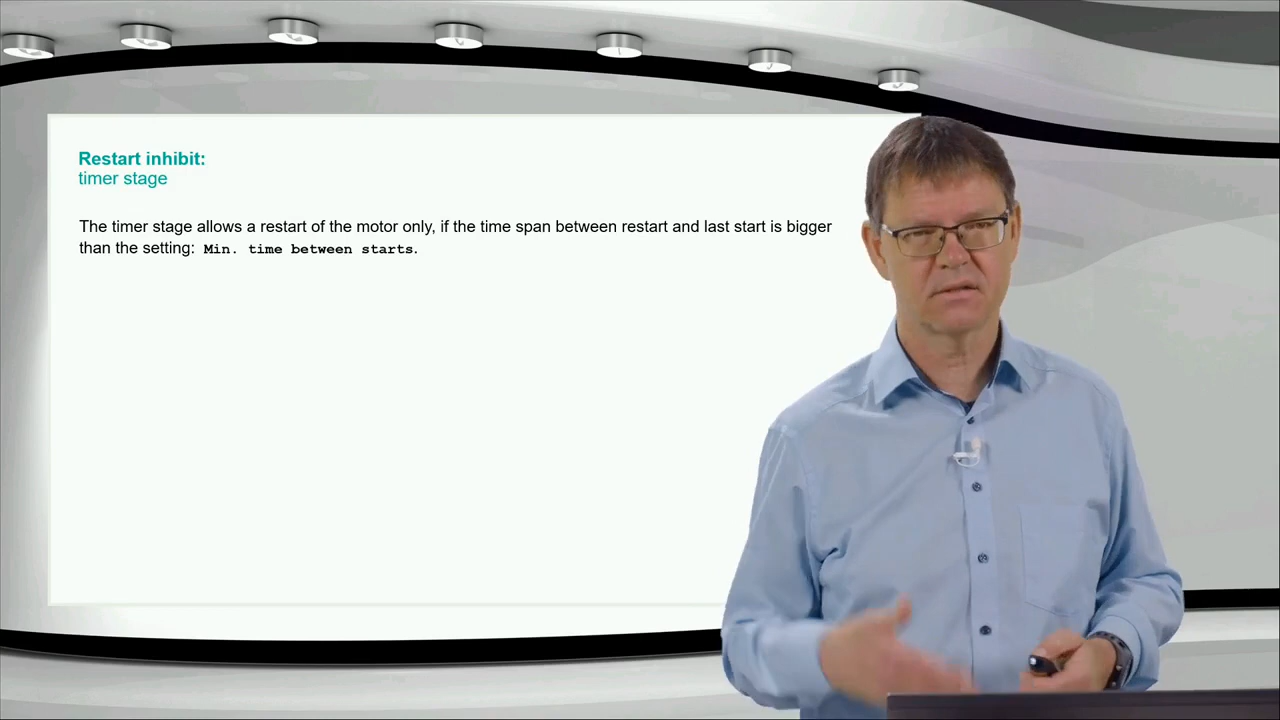 Restart inhibit:
timer stage
The timer stage allows a restart of the motor only, if the time span between restart and last start is bigger
than the setting: Min. time between starts.